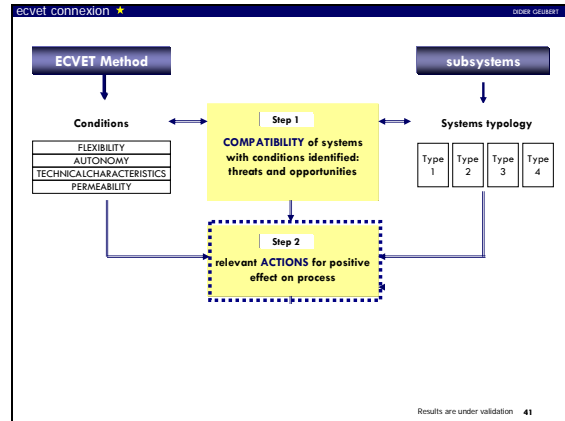 ecvet connexion
DIDIER GELIBERT
ECVET Method
subsystems
Conditions
Step 1
Systems typology
COMPATIBILITY of systems
with conditions identified:
threats and opportunities
FLEXIBILITY
AUTONOMY
TECHNICALCHARACTERISTICS
PERMEABILITY
Type
1
Type
2
Type
3
Type
4
Step 2
relevant ACTIONS for positive
effect on process
Results are under validation 41